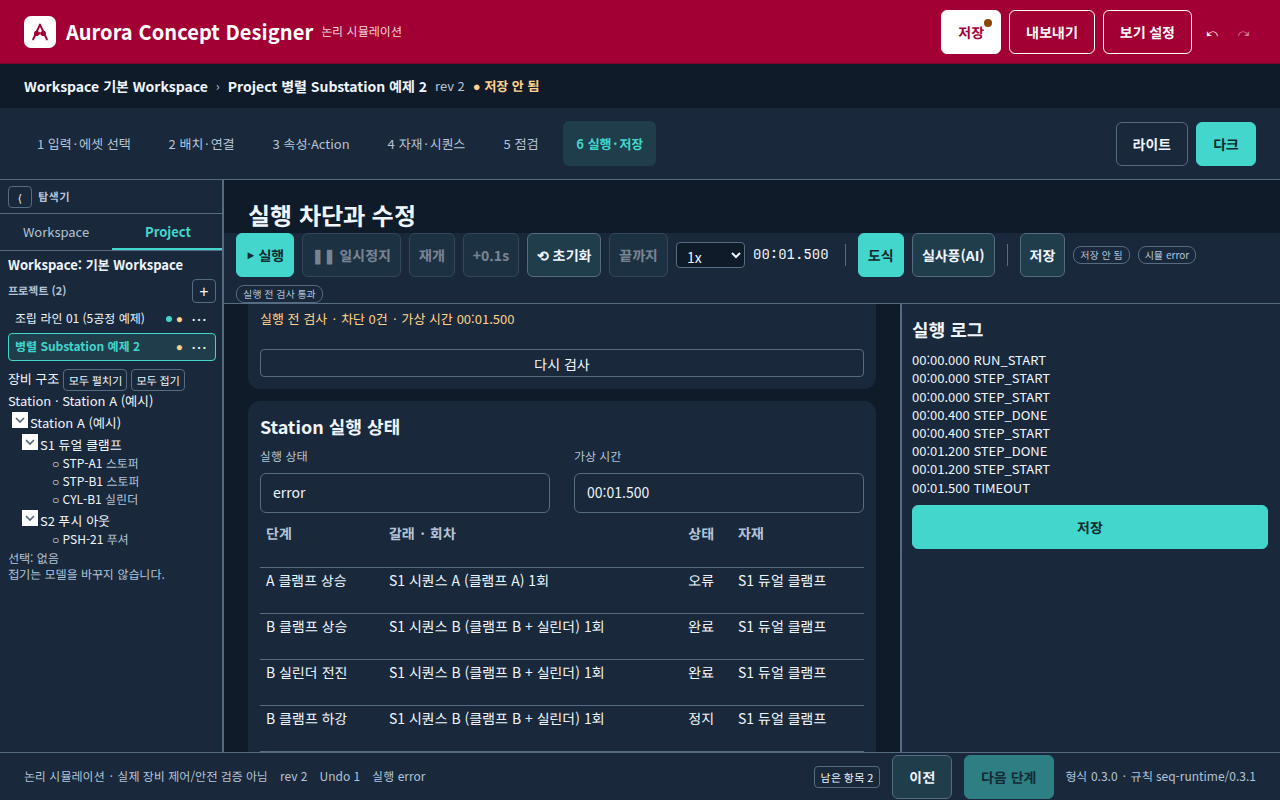 Aurora Concept Designer 논리 시뮬레이션
저장 내보내기 보기 설정
Workspace 기본 Workspace › Project 병렬 Substation 예제 2 rev 2 ● 저장 안 됨
1 입력·에셋 선택 2 배치·연결 3 속성·Action 4 자재·시퀀스 5 점검 6 실행·저장
라이트 다크
탐색기
Workspace Project
Workspace: 기본 Workspace
프로젝트 (2) +
조립 라인 01 (5공정 예제) ...
병렬 Substation 예제 2 ...
장비 구조 모두 펼치기 모두 접기
Station · Station A (예시)
Station A (예시)
S1 듀얼 클램프
○ STP-A1 스토퍼
○ STP-B1 스토퍼
○ CYL-B1 실린더
S2 푸시 아웃
○ PSH-21 푸셔
선택: 없음
접기는 모델을 바꾸지 않습니다.
실행 차단과 수정
▸ 실행 ❚❚ 일시정지 재개 +0.1s ⟲ 초기화 끝까지 1x 00:01.500 도식 실사풍(AI) 저장 저장 안 됨 시뮬 error
실행 전 검사 통과
실행 전 검사 · 차단 0건 · 가상 시간 00:01.500
다시 검사
Station 실행 상태
실행 상태 가상 시간
error 00:01.500
단계 갈래 · 회차 상태 자재
A 클램프 상승 S1 시퀀스 A (클램프 A) 1회 오류 S1 듀얼 클램프
B 클램프 상승 S1 시퀀스 B (클램프 B + 실린더) 1회 완료 S1 듀얼 클램프
B 실린더 전진 S1 시퀀스 B (클램프 B + 실린더) 1회 완료 S1 듀얼 클램프
B 클램프 하강 S1 시퀀스 B (클램프 B + 실린더) 1회 정지 S1 듀얼 클램프
실행 로그
00:00.000 RUN_START
00:00.000 STEP_START
00:00.000 STEP_START
00:00.400 STEP_DONE
00:00.400 STEP_START
00:01.200 STEP_DONE
00:01.200 STEP_START
00:01.500 TIMEOUT
저장
논리 시뮬레이션 · 실제 장비 제어/안전 검증 아님 rev 2 Undo 1 실행 error
남은 항목 2 이전 다음 단계 형식 0.3.0 · 규칙 seq-runtime/0.3.1